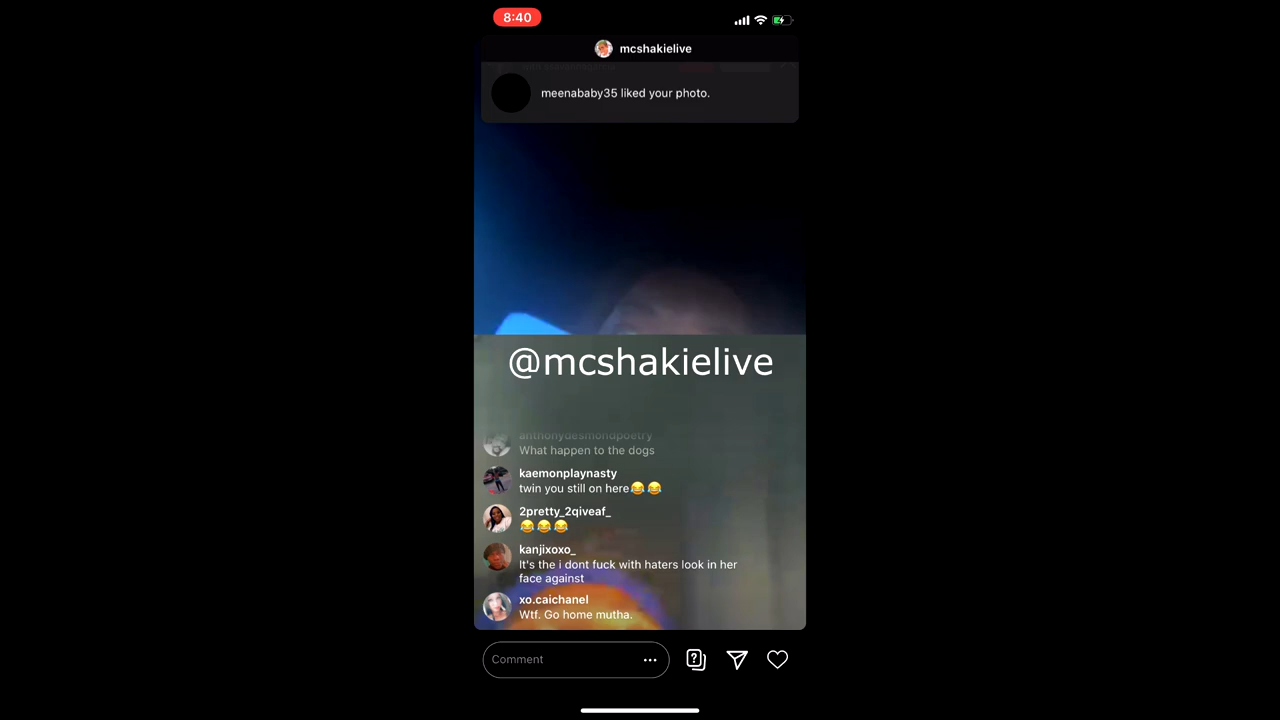 8:40
mcshakielive
meenababy35 liked your photo.
@mcshakielive
anthonydesmondpoetry
What happen to the dogs
kaemonplaynasty
twin you still on here😂😂
2pretty_2qiveaf_
😂😂😂
kanjixoxo_
It's the i dont fuck with haters look in her
face against
xo.caichanel
Wtf. Go home mutha.
Comment